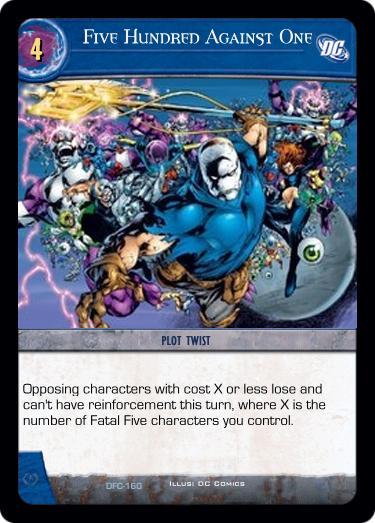 4
Five Hundred Against One
DC
PLOT TWIST
Opposing characters with cost X or less lose and
can't have reinforcement this turn, where X is the
number of Fatal Five characters you control.
DFC-160
Illus: DC Comics